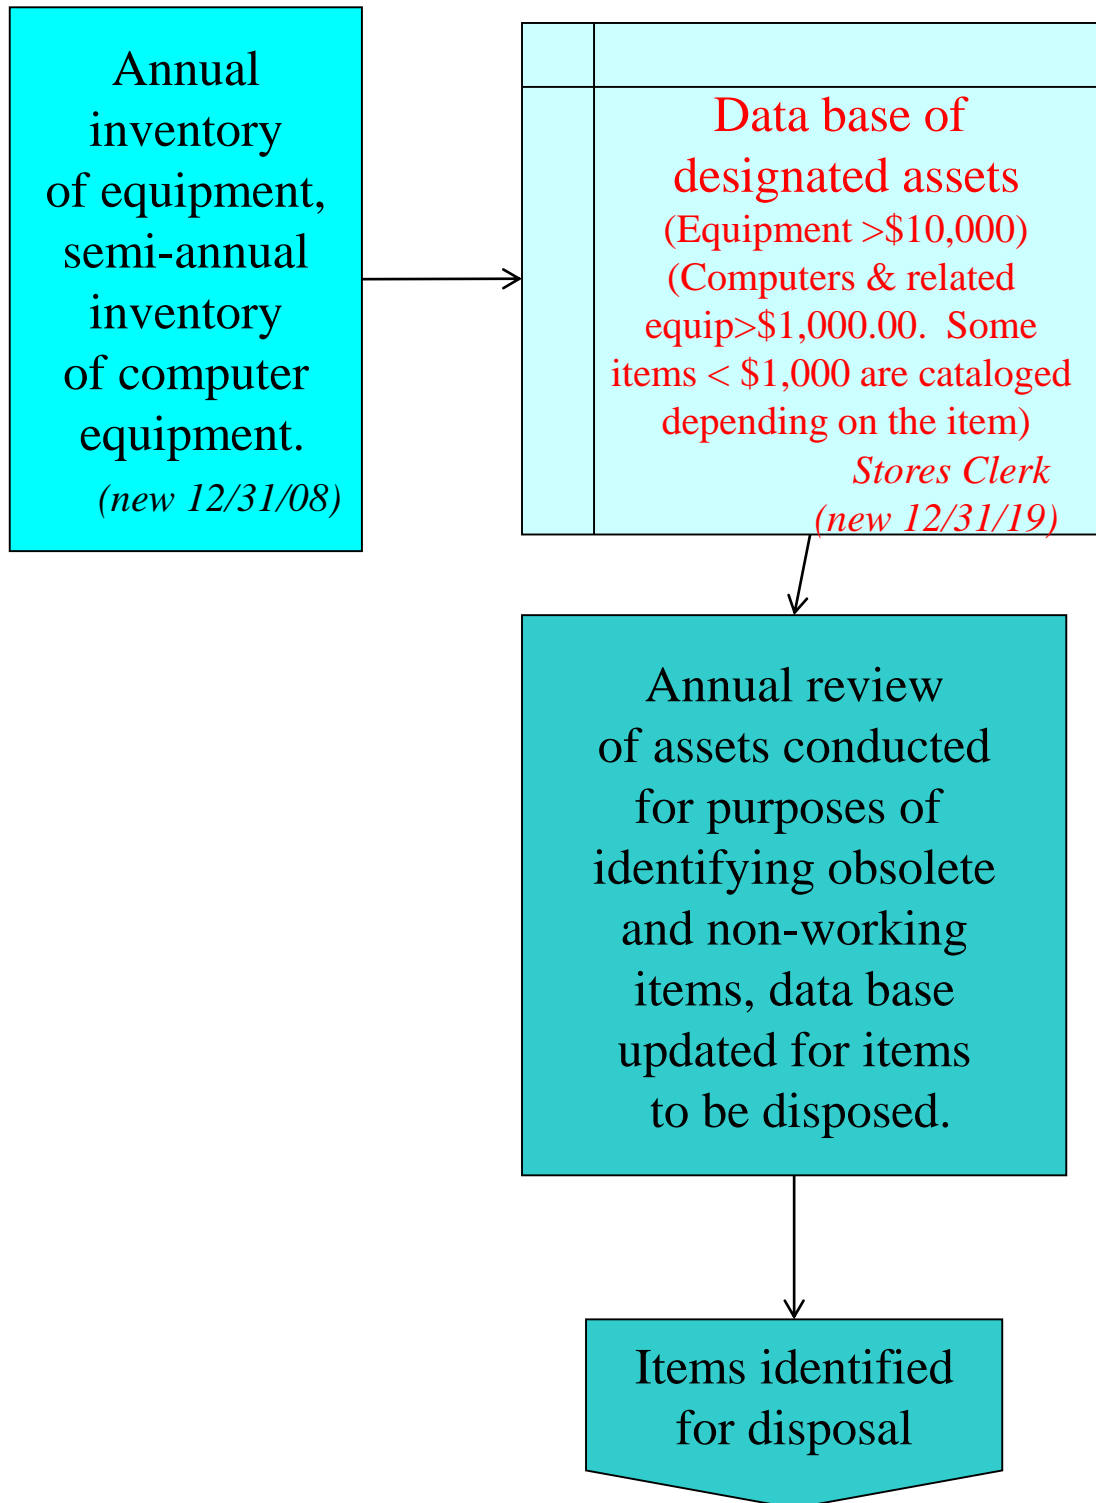 Annual
inventory
of equipment,
semi-annual
inventory
of computer
equipment.
(new 12/31/08)
Data base of
designated assets
(Equipment >$10,000)
(Computers & related
equip>$1,000.00.  Some
items < $1,000 are cataloged
depending on the item)
Stores Clerk
(new 12/31/19)
Annual review
of assets conducted
for purposes of
identifying obsolete
and non-working
items, data base
updated for items
to be disposed.
Items identified
for disposal